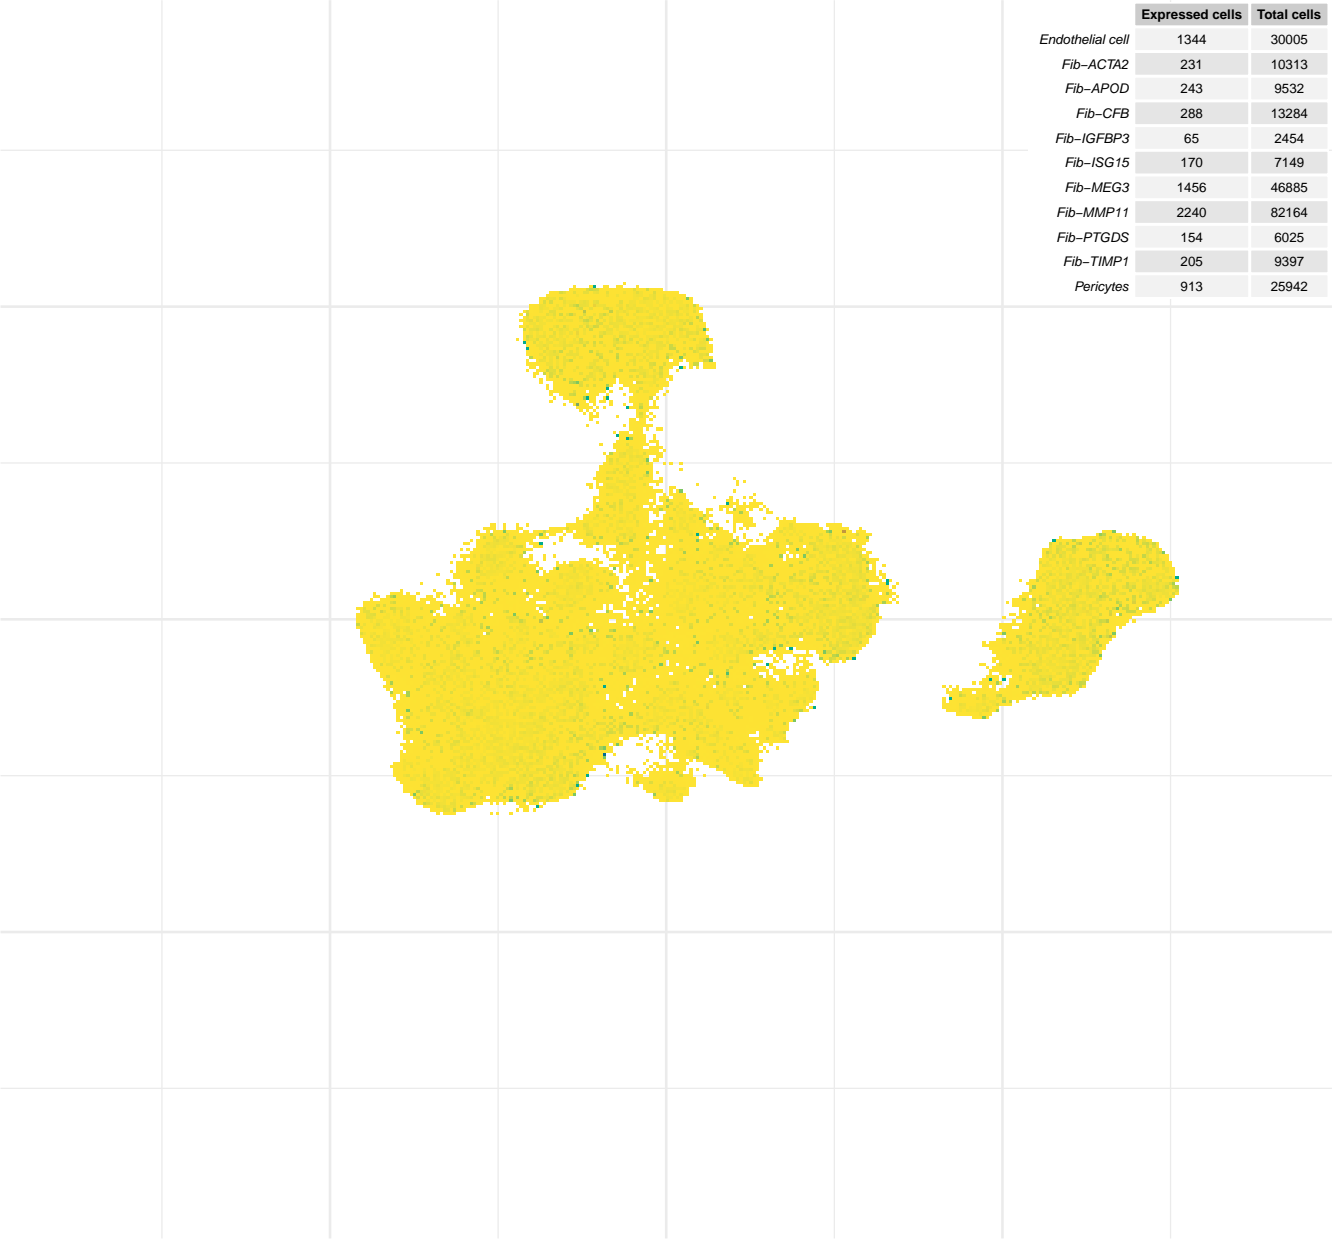 Expressed cells Total cells
Endothelial cell 1344 30005
Fib−ACTA2 231 10313
Fib−APOD 243 9532
Fib−CFB 288 13284
Fib−IGFBP3 65 2454
Fib−ISG15 170 7149
Fib−MEG3 1456 46885
Fib−MMP11 2240 82164
Fib−PTGDS 154 6025
Fib−TIMP1 205 9397
Pericytes 913 25942